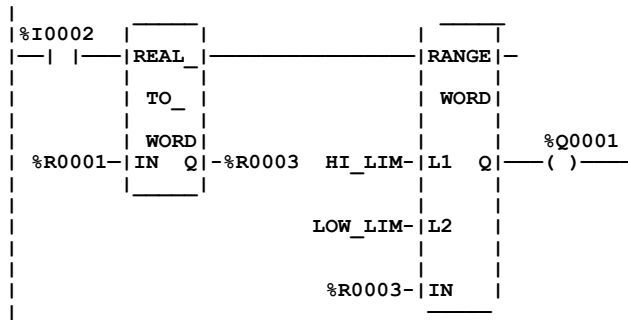 %I0002
REAL_ RANGE
TO_ WORD
WORD %Q0001
%R0001 IN Q %R0003 HI_LIM L1 Q ( )
LOW_LIM L2
%R0003 IN